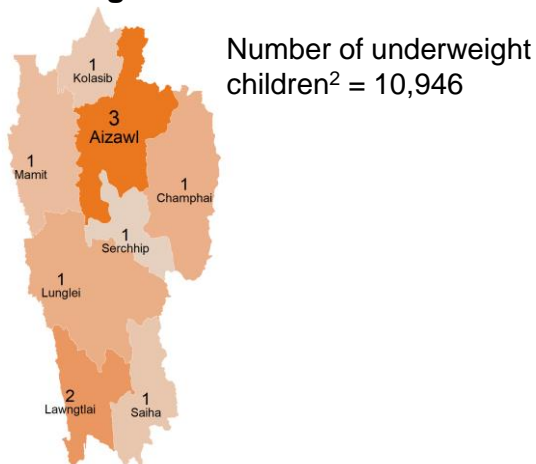 Number of underweight
children² = 10,946
1
Kolasib
3
Aizawl
1
Mamit
1
Champhai
1
Serchhip
1
Lunglei
2
Lawngtlai
1
Saiha